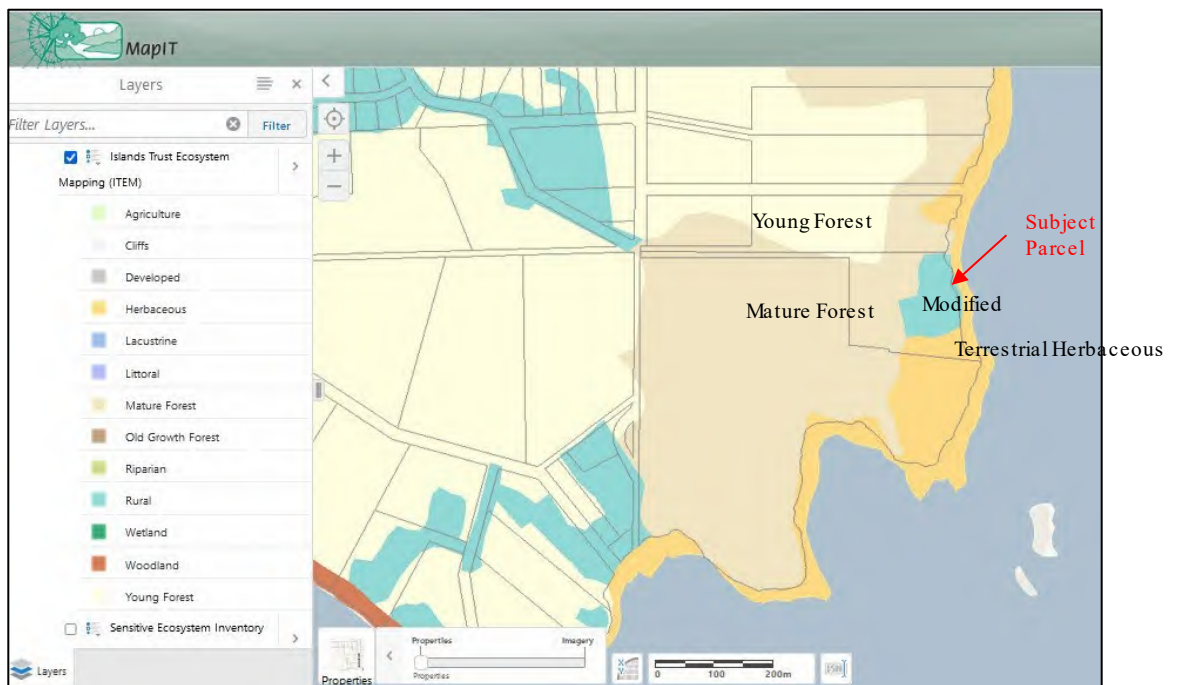 MapIT
Layers
Filter Layers...
Filter
Islands Trust Ecosystem
Mapping (ITEM)
Agriculture
Cliffs
Developed
Herbaceous
Lacustrine
Littoral
Mature Forest
Old Growth Forest
Riparian
Rural
Wetland
Woodland
Young Forest
Sensitive Ecosystem Inventory
Layers
Young Forest
Subject
Parcel
Mature Forest
Modified
Terrestrial Herbaceous
Properties
Properties
Imagery
Properties
0 100 200m